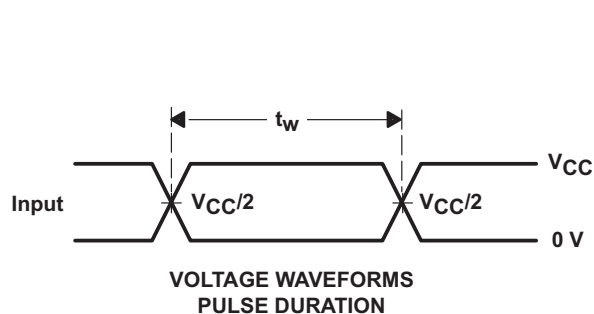 tw
VCC
Input
VCC/2
VCC/2
0 V
VOLTAGE WAVEFORMS
PULSE DURATION